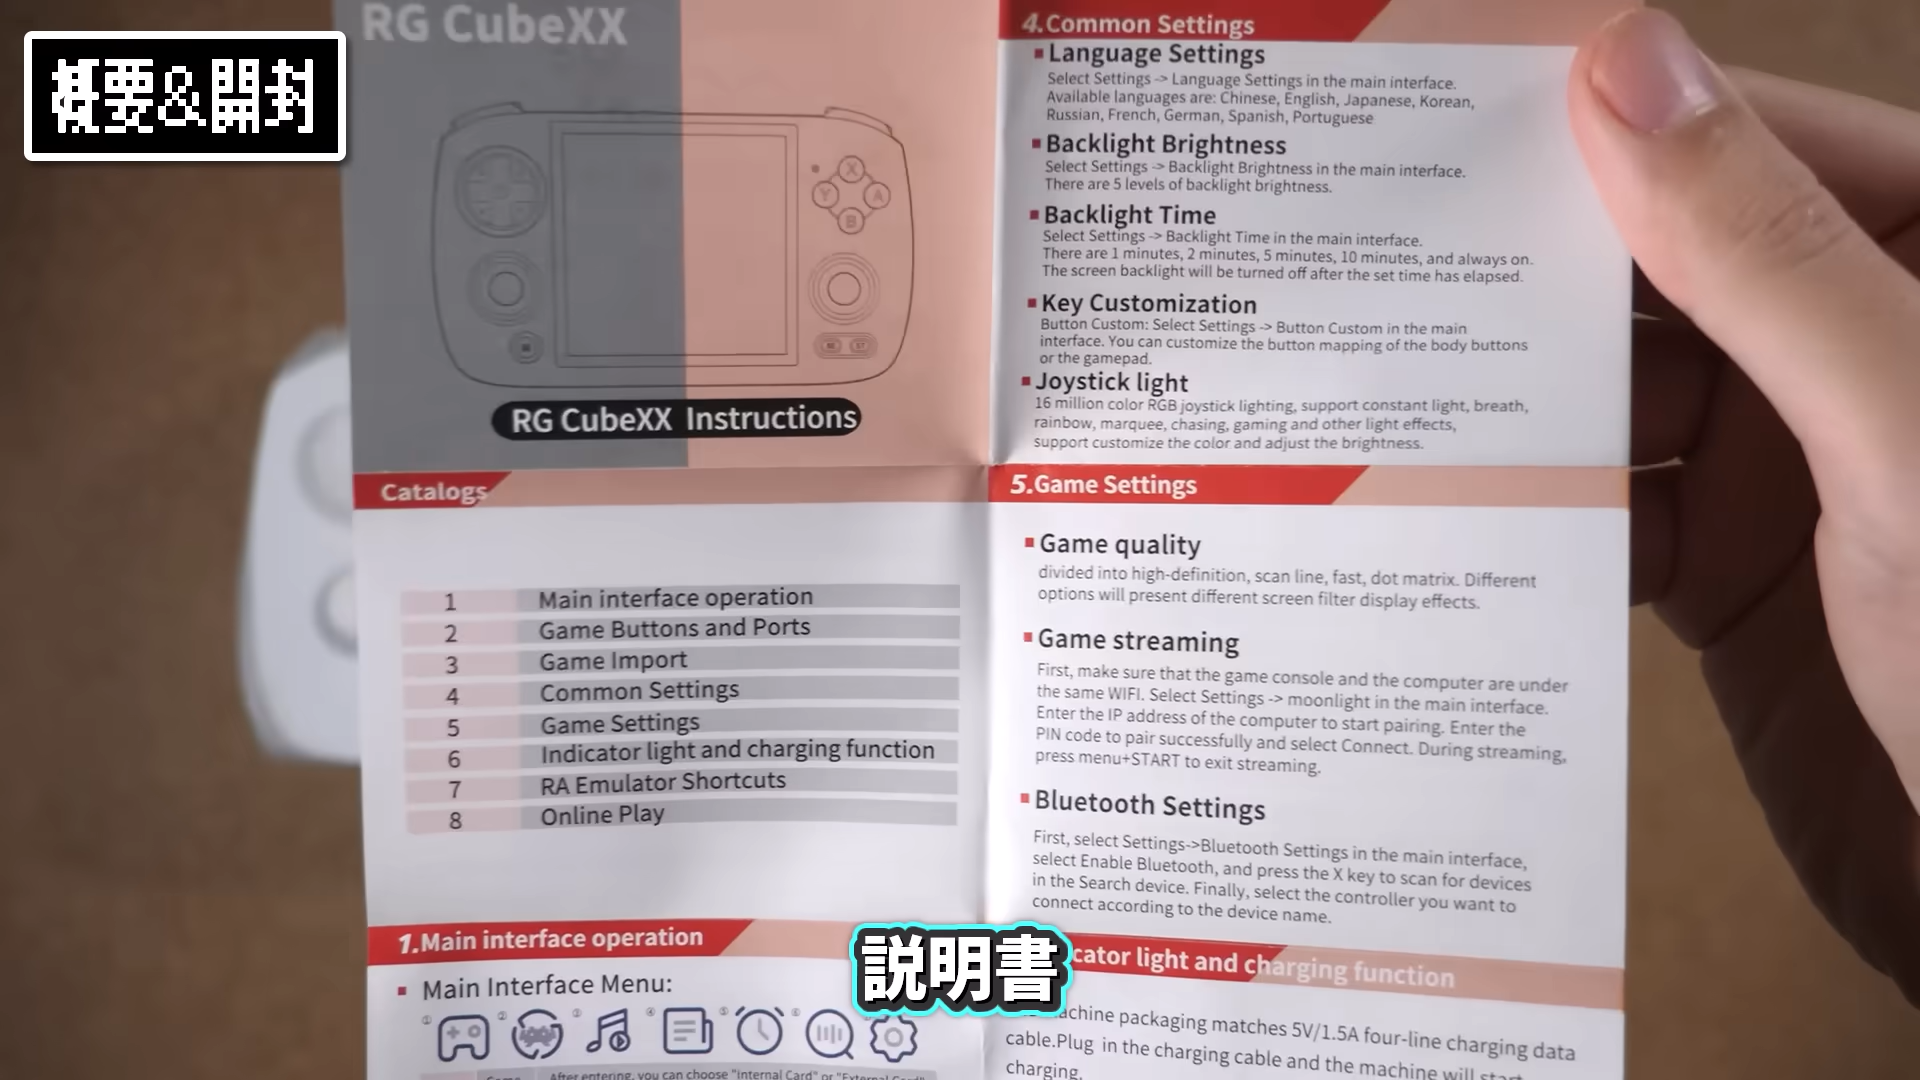 概要&開封
RG CubeXX
X
Y
A
B
SE
ST
RG CubeXX Instructions
Catalogs
1 Main interface operation
2 Game Buttons and Ports
3 Game Import
4 Common Settings
5 Game Settings
6 Indicator light and charging function
7 RA Emulator Shortcuts
8 Online Play
1.Main interface operation
Main Interface Menu:
After entering, you can choose "Internal Card" or "External Card"
4.Common Settings
Language Settings
Select Settings -> Language Settings in the main interface.
Available languages are: Chinese, English, Japanese, Korean,
Russian, French, German, Spanish, Portuguese
Backlight Brightness
Select Settings -> Backlight Brightness in the main interface.
There are 5 levels of backlight brightness.
Backlight Time
Select Settings -> Backlight Time in the main interface.
There are 1 minutes, 2 minutes, 5 minutes, 10 minutes, and always on.
The screen backlight will be turned off after the set time has elapsed.
Key Customization
Button Custom: Select Settings -> Button Custom in the main
interface. You can customize the button mapping of the body buttons
or the gamepad.
Joystick light
16 million color RGB joystick lighting, support constant light, breath,
rainbow, marquee, chasing, gaming and other light effects,
support customize the color and adjust the brightness.
5.Game Settings
Game quality
divided into high-definition, scan line, fast, dot matrix. Different
options will present different screen filter display effects.
Game streaming
First, make sure that the game console and the computer are under
the same WIFI. Select Settings -> moonlight in the main interface.
Enter the IP address of the computer to start pairing. Enter the
PIN code to pair successfully and select Connect. During streaming,
press menu+START to exit streaming.
Bluetooth Settings
First, select Settings->Bluetooth Settings in the main interface,
select Enable Bluetooth, and press the X key to scan for devices
in the Search device. Finally, select the controller you want to
connect according to the device name.
cator light and charging function
achine packaging matches 5V/1.5A four-line charging data
cable.Plug in the charging cable and the machine will start
charging.
説明書